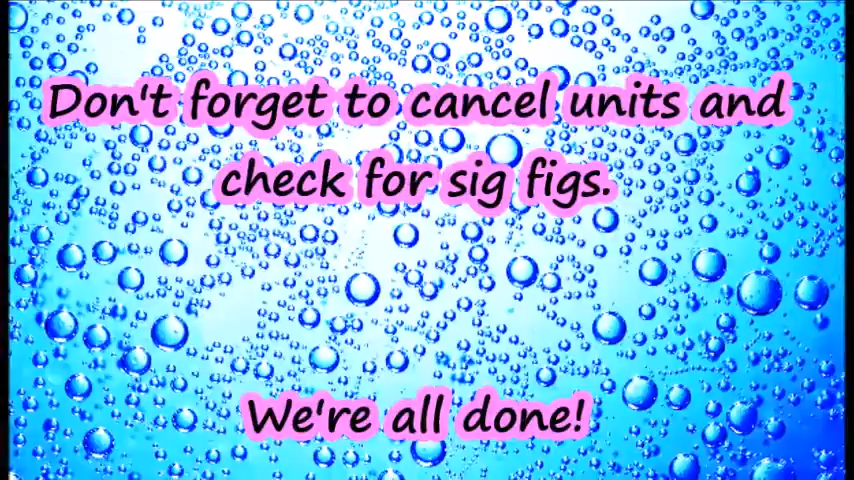 Don't forget to cancel units and
check for sig figs.
We're all done!